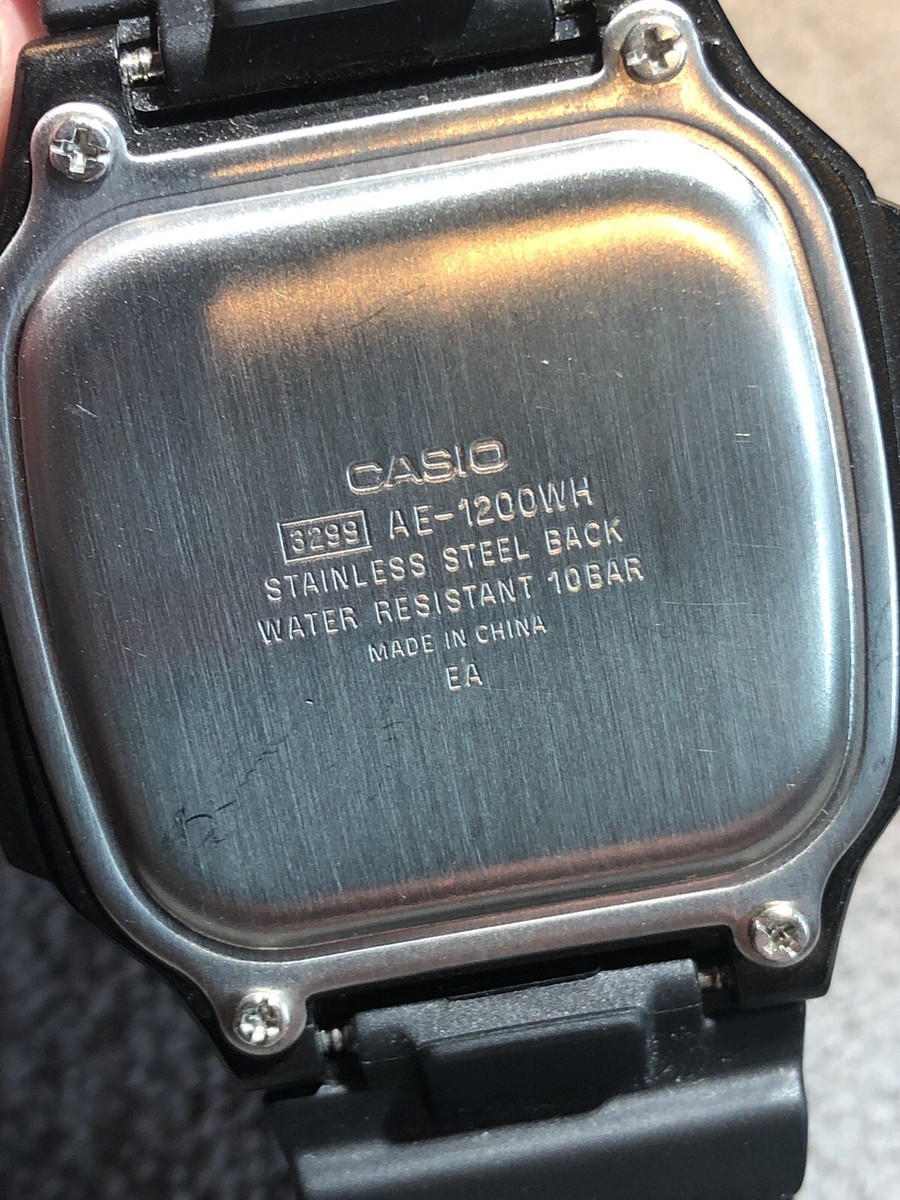 CASIO
3299 AE-1200WH
STAINLESS STEEL BACK
WATER RESISTANT 10BAR
MADE IN CHINA
EA